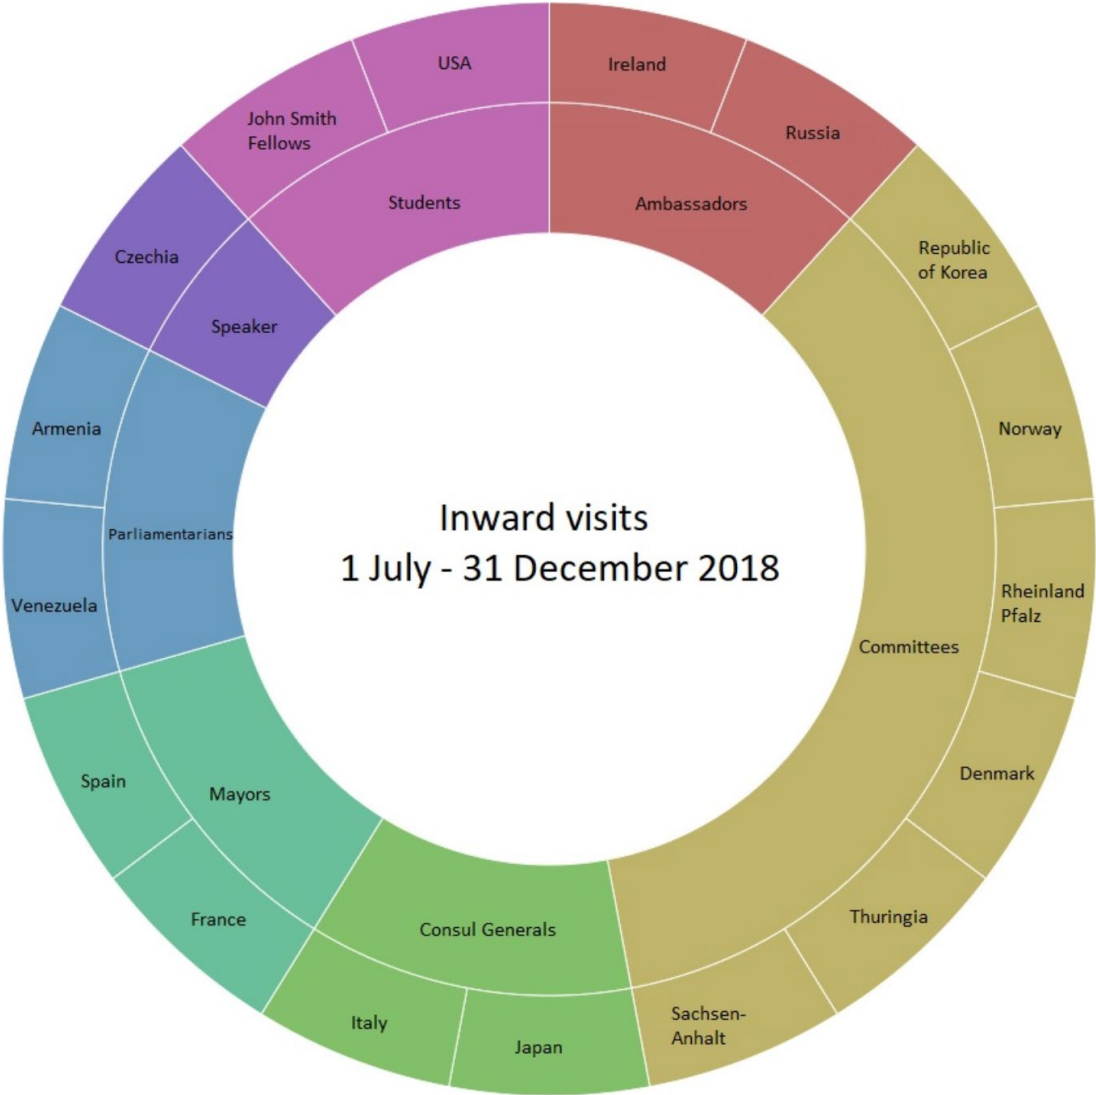 USA
Ireland
John Smith
Fellows
Russia
Students
Ambassadors
Czechia
Republic
of Korea
Speaker
Armenia
Norway
Inward visits
1 July - 31 December 2018
Parliamentarians
Venezuela
Rheinland
Pfalz
Committees
Spain
Mayors
Denmark
France
Thuringia
Consul Generals
Italy
Japan
Sachsen-
Anhalt